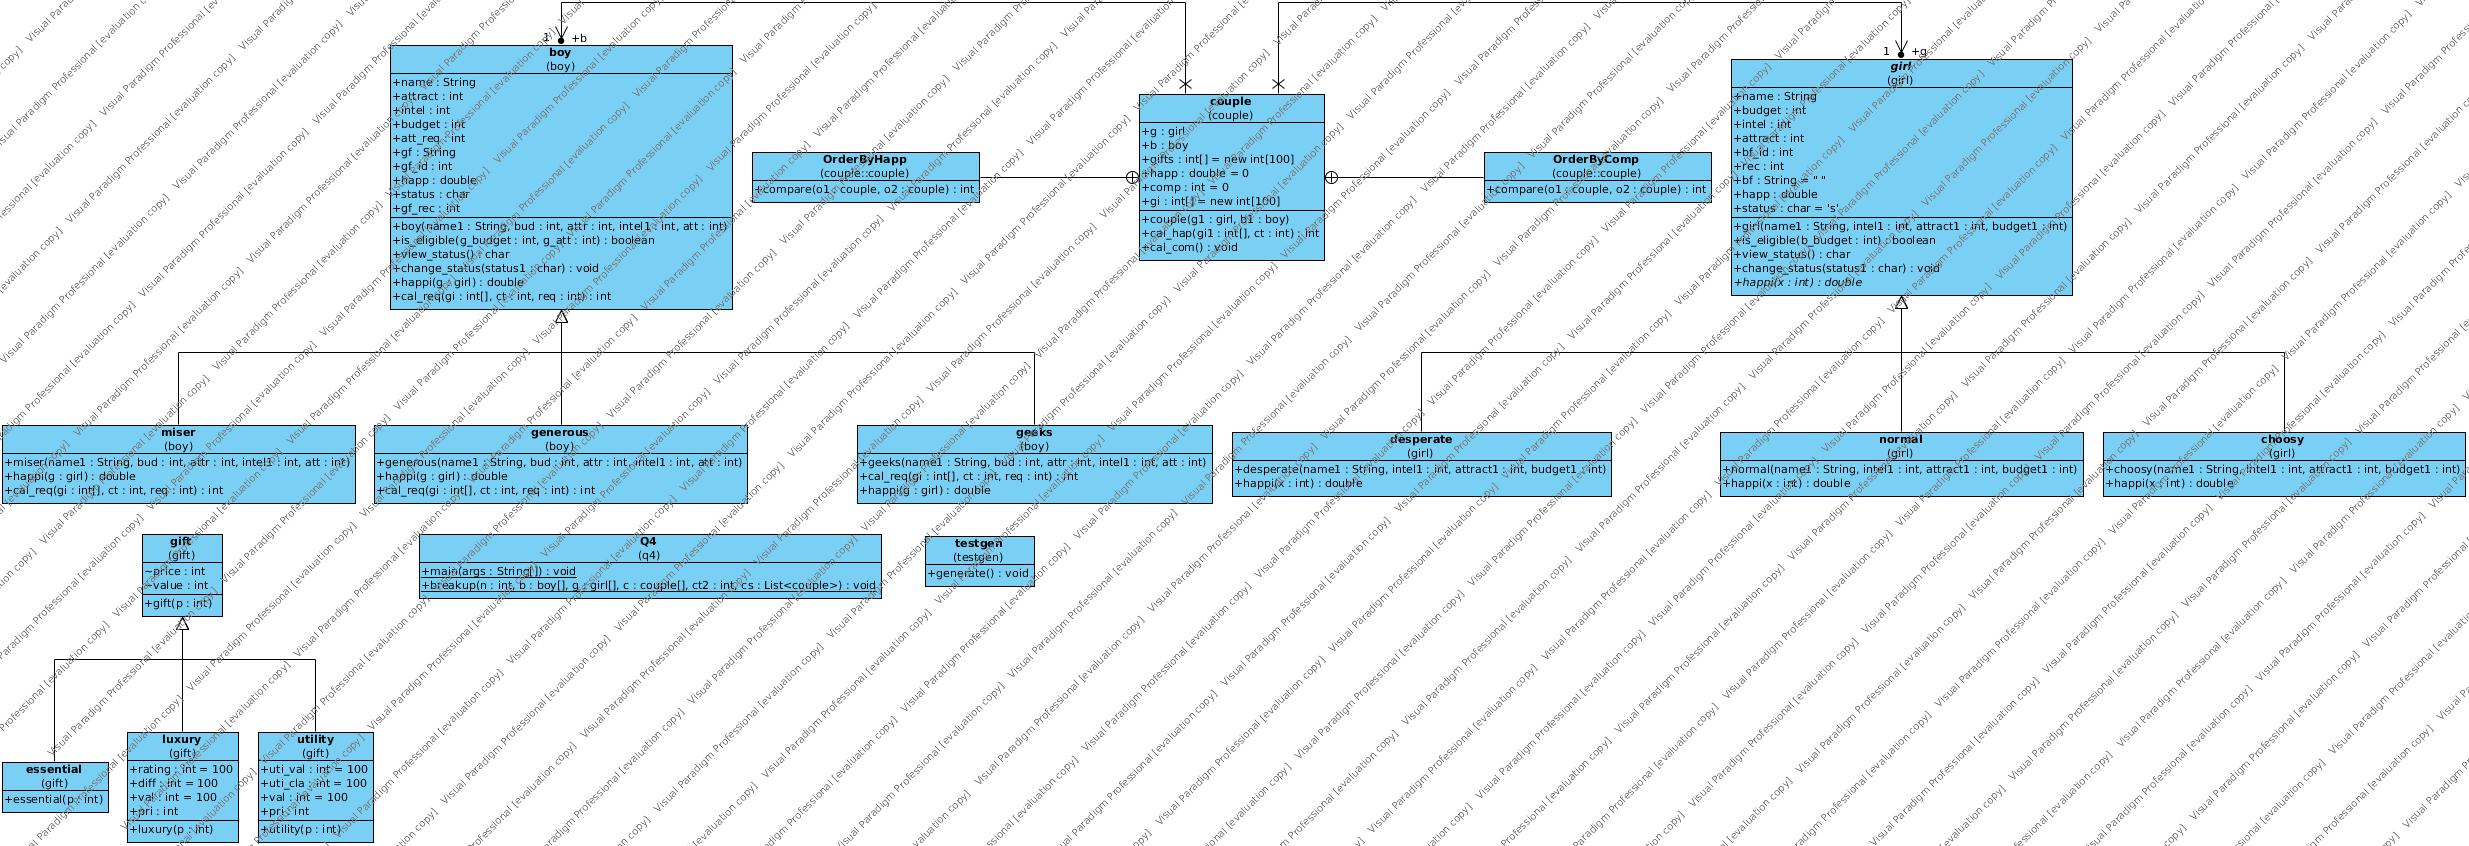 1 +b
boy
(boy)
+name : String
+attract : int
+intel : int
+budget : int
+att_req : int
+gf : String
+gf_id : int
+happ : double
+status : char
+gf_rec : int
+boy(name1 : String, bud : int, attr : int, intel1 : int, att : int)
+is_eligible(g_budget : int, g_att : int) : boolean
+view_status() : char
+change_status(status1 : char) : void
+happi(g : girl) : double
+cal_req(gi : int[], ct : int, req : int) : int
OrderByHapp
(couple::couple)
+compare(o1 : couple, o2 : couple) : int
couple
(couple)
+g : girl
+b : boy
+gifts : int[] = new int[100]
+happ : double = 0
+comp : int = 0
+gi : int[] = new int[100]
+couple(g1 : girl, b1 : boy)
+cal_hap(gi1 : int[], ct : int) : int
+cal_com() : void
OrderByComp
(couple::couple)
+compare(o1 : couple, o2 : couple) : int
1 +g
girl
(girl)
+name : String
+budget : int
+intel : int
+attract : int
+bf_id : int
+rec : int
+bf : String = " "
+happ : double
+status : char = 's'
+girl(name1 : String, intel1 : int, attract1 : int, budget1 : int)
+is_eligible(b_budget : int) : boolean
+view_status() : char
+change_status(status1 : char) : void
+happi(x : int) : double
miser
(boy)
+miser(name1 : String, bud : int, attr : int, intel1 : int, att : int)
+happi(g : girl) : double
+cal_req(gi : int[], ct : int, req : int) : int
generous
(boy)
+generous(name1 : String, bud : int, attr : int, intel1 : int, att : int)
+happi(g : girl) : double
+cal_req(gi : int[], ct : int, req : int) : int
geeks
(boy)
+geeks(name1 : String, bud : int, attr : int, intel1 : int, att : int)
+cal_req(gi : int[], ct : int, req : int) : int
+happi(g : girl) : double
desperate
(girl)
+desperate(name1 : String, intel1 : int, attract1 : int, budget1 : int)
+happi(x : int) : double
normal
(girl)
+normal(name1 : String, intel1 : int, attract1 : int, budget1 : int)
+happi(x : int) : double
choosy
(girl)
+choosy(name1 : String, intel1 : int, attract1 : int, budget1 : int)
+happi(x : int) : double
gift
(gift)
~price : int
~value : int
+gift(p : int)
Q4
(q4)
+main(args : String[]) : void
+breakup(n : int, b : boy[], g : girl[], c : couple[], ct2 : int, cs : List<couple>) : void
testgen
(testgen)
+generate() : void
essential
(gift)
+essential(p : int)
luxury
(gift)
+rating : int = 100
+diff : int = 100
+val : int = 100
+pri : int
+luxury(p : int)
utility
(gift)
+uti_val : int = 100
+uti_cla : int = 100
+val : int = 100
+pri : int
+utility(p : int)
Visual Paradigm Professional [evaluation copy]